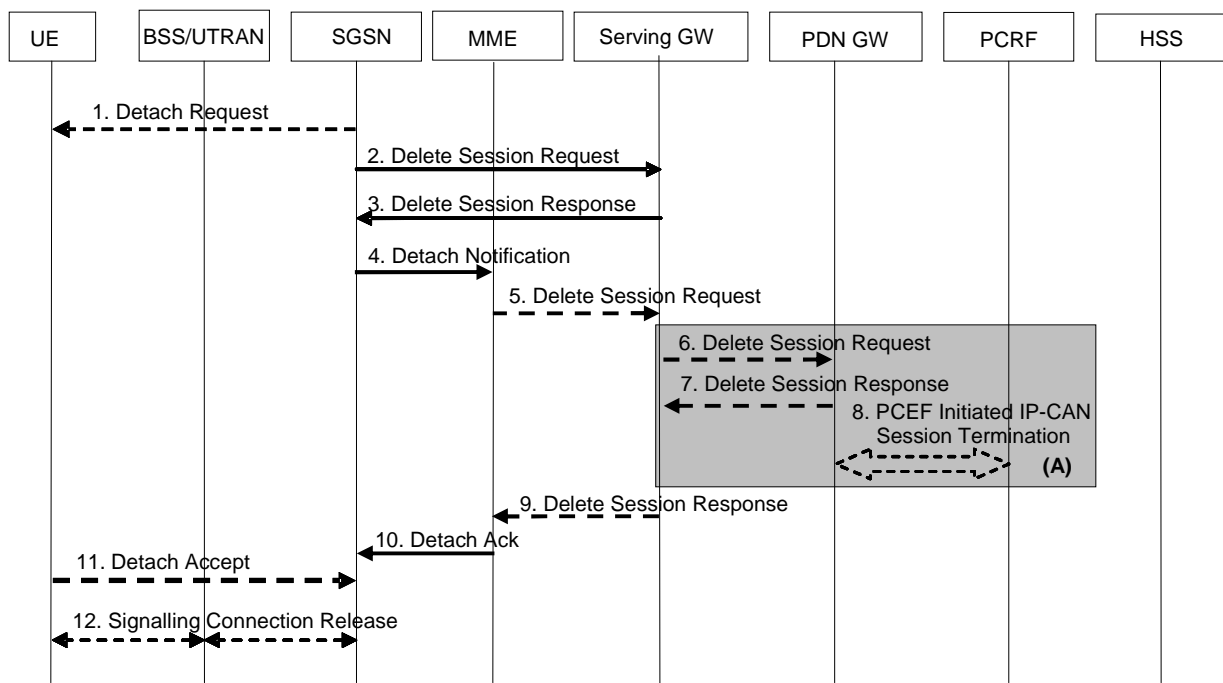 UE
BSS/UTRAN
SGSN
MME
Serving GW
PDN GW
PCRF
HSS
1. Detach Request
2. Delete Session Request
3. Delete Session Response
4. Detach Notification
5. Delete Session Request
6. Delete Session Request
7. Delete Session Response
8. PCEF Initiated IP-CAN
Session Termination
(A)
9. Delete Session Response
10. Detach Ack
11. Detach Accept
12. Signalling Connection Release